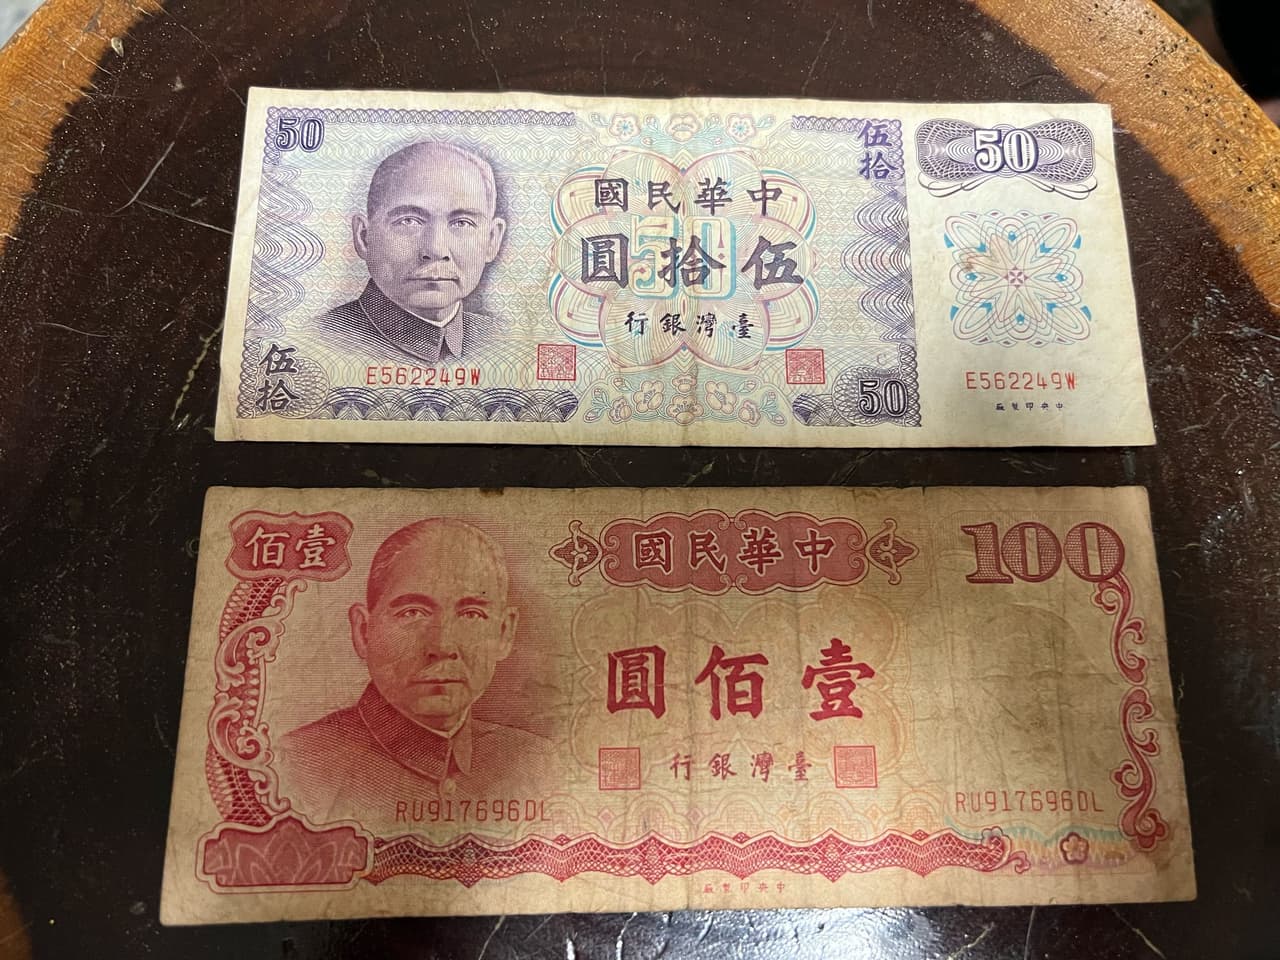 50
伍拾
50
中華民國
伍拾圓
臺灣銀行
伍拾
E562249W
E562249W
50
中央印製廠
壹佰
中華民國
100
壹佰圓
臺灣銀行
RU917696DL
RU917696DL
中央印製廠